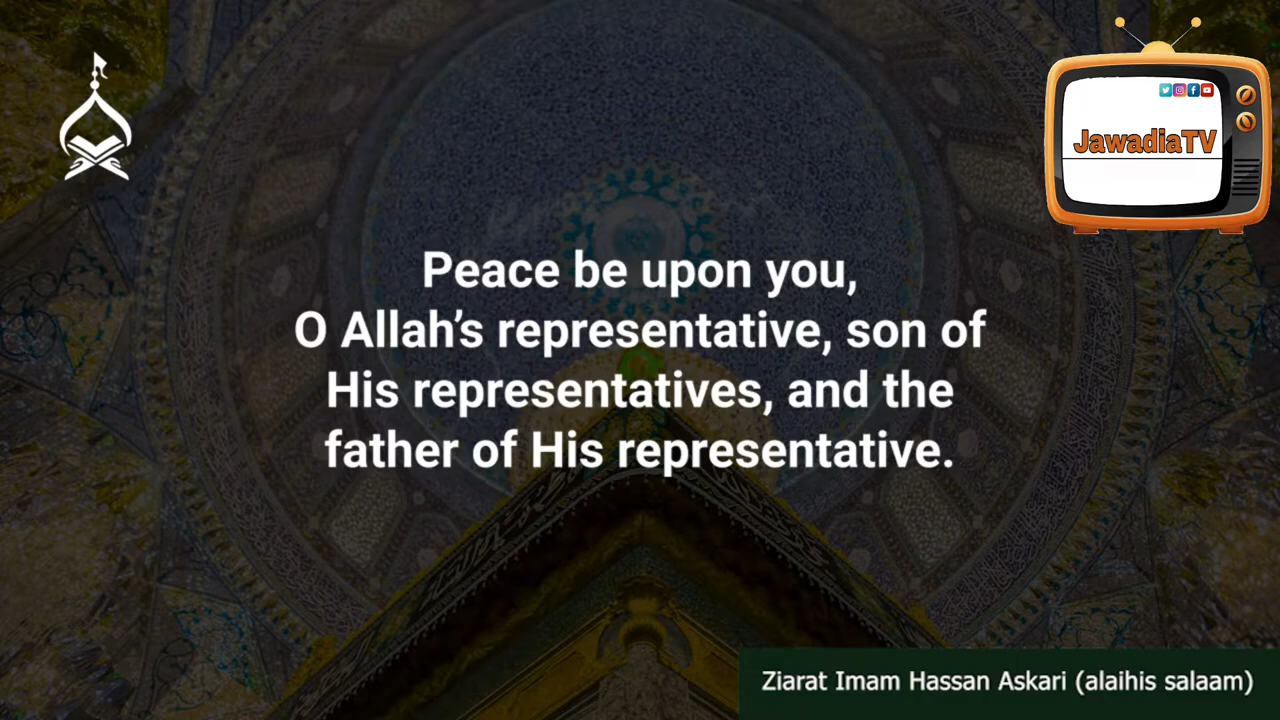 JawadiaTV
Peace be upon you,
O Allah’s representative, son of
His representatives, and the
father of His representative.
Ziarat Imam Hassan Askari (alaihis salaam)